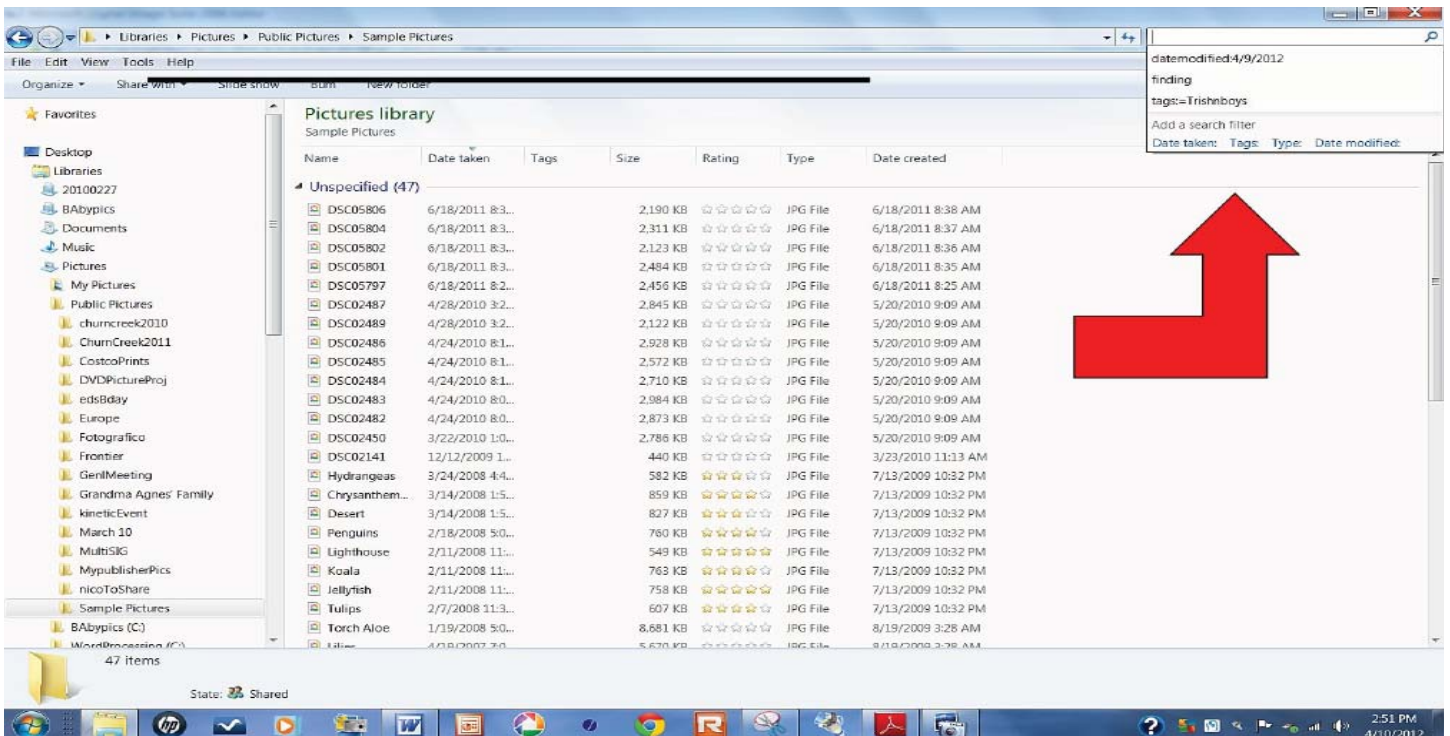 Libraries ▸ Pictures ▸ Public Pictures ▸ Sample Pictures
datemodified:4/9/2012
finding
tags:=Trishnboys
Add a search filter
Date taken: Tags: Type: Date modified:
File Edit View Tools Help
Organize Share with Slide show Burn New folder
Favorites
Desktop
Libraries
20100227
BAbypics
Documents
Music
Pictures
My Pictures
Public Pictures
churncreek2010
ChurnCreek2011
CostcoPrints
DVDPictureProj
edsBday
Europe
Fotografico
Frontier
GenlMeeting
Grandma Agnes' Family
kineticEvent
March 10
MultiSIG
MypublisherPics
nicoToShare
Sample Pictures
BAbypics (C:)
WordProcessing (C:)
Pictures library
Sample Pictures
Name Date taken Tags Size Rating Type Date created
Unspecified (47)
DSC05806 6/18/2011 8:3... 2,190 KB JPG File 6/18/2011 8:38 AM
DSC05804 6/18/2011 8:3... 2,311 KB JPG File 6/18/2011 8:37 AM
DSC05802 6/18/2011 8:3... 2,123 KB JPG File 6/18/2011 8:36 AM
DSC05801 6/18/2011 8:3... 2,484 KB JPG File 6/18/2011 8:35 AM
DSC05797 6/18/2011 8:2... 2,456 KB JPG File 6/18/2011 8:25 AM
DSC02487 4/28/2010 3:2... 2,845 KB JPG File 5/20/2010 9:09 AM
DSC02489 4/28/2010 3:2... 2,122 KB JPG File 5/20/2010 9:09 AM
DSC02486 4/24/2010 8:1... 2,928 KB JPG File 5/20/2010 9:09 AM
DSC02485 4/24/2010 8:1... 2,572 KB JPG File 5/20/2010 9:09 AM
DSC02484 4/24/2010 8:1... 2,710 KB JPG File 5/20/2010 9:09 AM
DSC02483 4/24/2010 8:0... 2,984 KB JPG File 5/20/2010 9:09 AM
DSC02482 4/24/2010 8:0... 2,873 KB JPG File 5/20/2010 9:09 AM
DSC02450 3/22/2010 1:0... 2,786 KB JPG File 5/20/2010 9:09 AM
DSC02141 12/12/2009 1... 440 KB JPG File 3/23/2010 11:13 AM
Hydrangeas 3/24/2008 4:4... 582 KB JPG File 7/13/2009 10:32 PM
Chrysanthem... 3/14/2008 1:5... 859 KB JPG File 7/13/2009 10:32 PM
Desert 3/14/2008 1:5... 827 KB JPG File 7/13/2009 10:32 PM
Penguins 2/18/2008 5:0... 760 KB JPG File 7/13/2009 10:32 PM
Lighthouse 2/11/2008 11:... 549 KB JPG File 7/13/2009 10:32 PM
Koala 2/11/2008 11:... 763 KB JPG File 7/13/2009 10:32 PM
Jellyfish 2/11/2008 11:... 758 KB JPG File 7/13/2009 10:32 PM
Tulips 2/7/2008 11:3... 607 KB JPG File 7/13/2009 10:32 PM
Torch Aloe 1/19/2008 5:0... 8,681 KB JPG File 8/19/2009 3:28 AM
Lilies 5,670 KB JPG File 8/19/2009 3:28 AM
47 items
State: Shared
hp
W
R
2:51 PM
4/10/2012